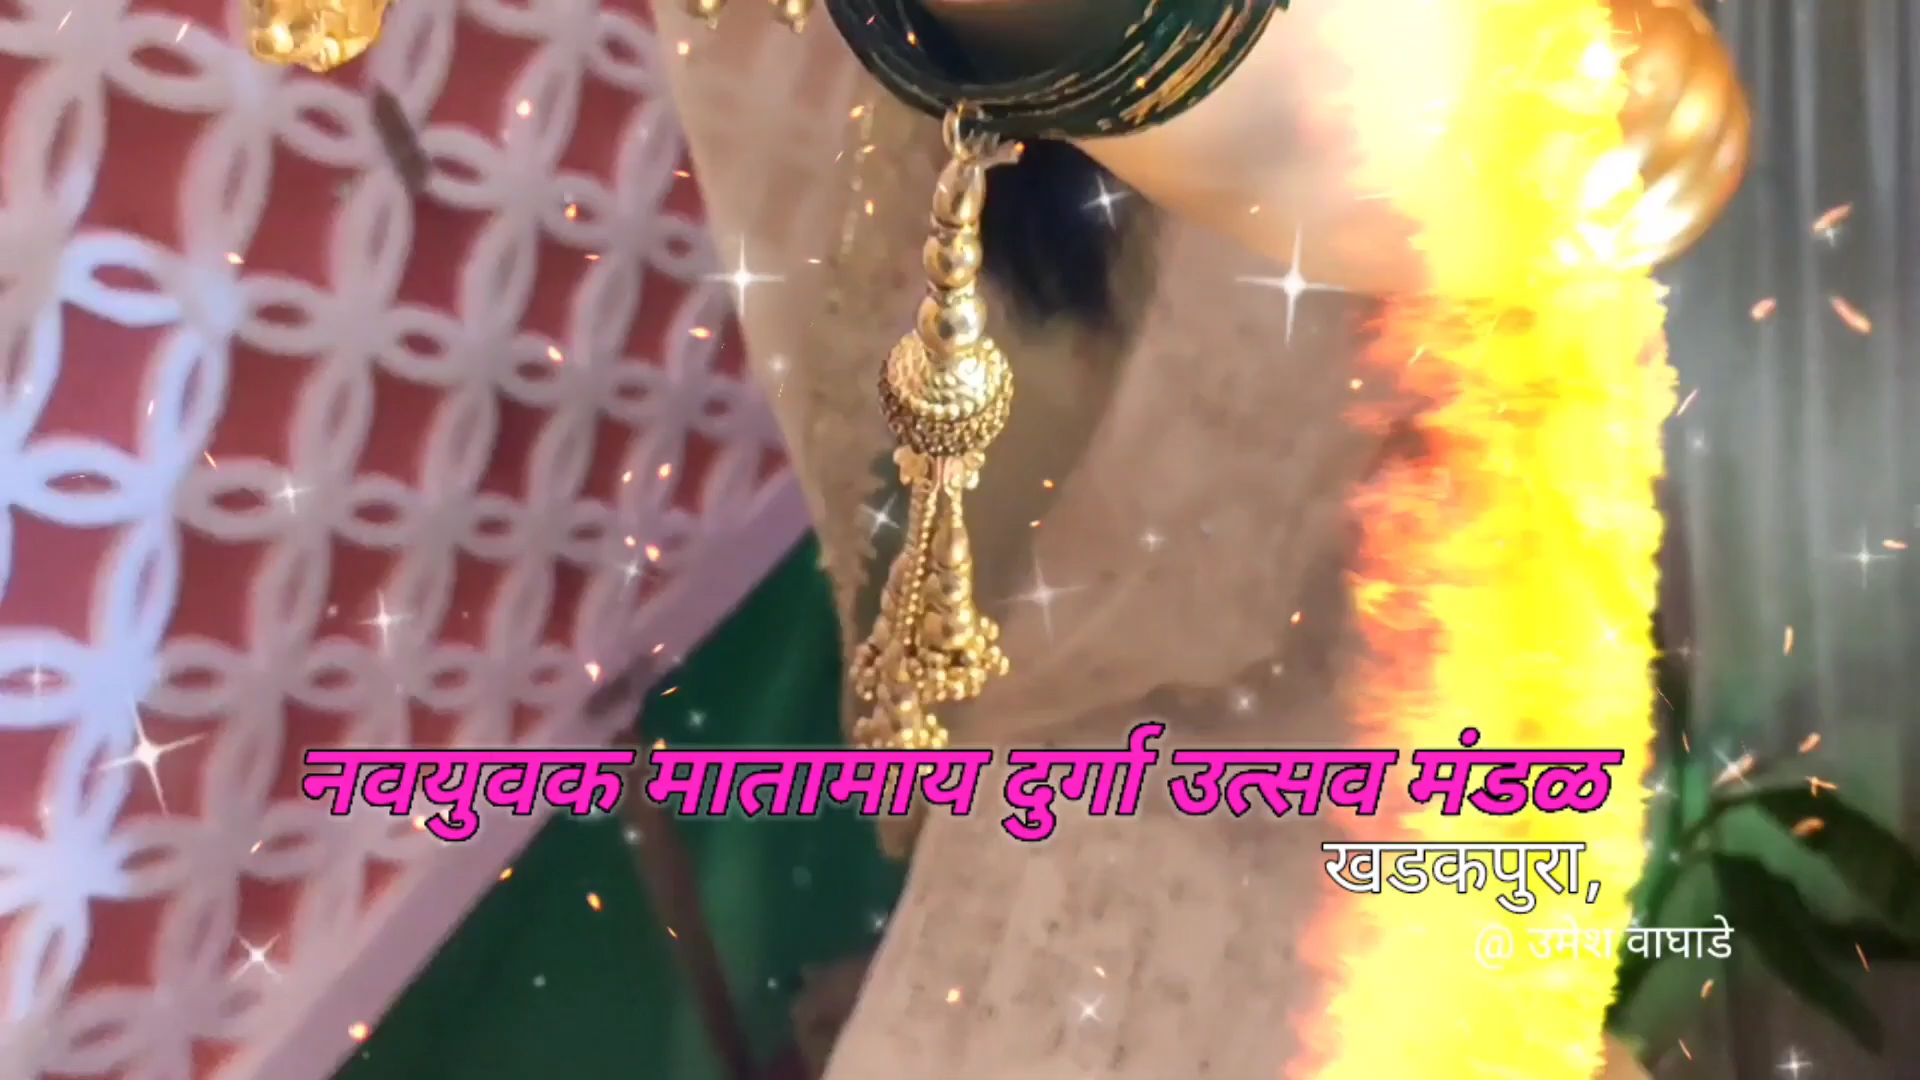 नवयुवक मातामाय दुर्गा उत्सव मंडळ
खडकपुरा,
@ उमेश वाघाडे